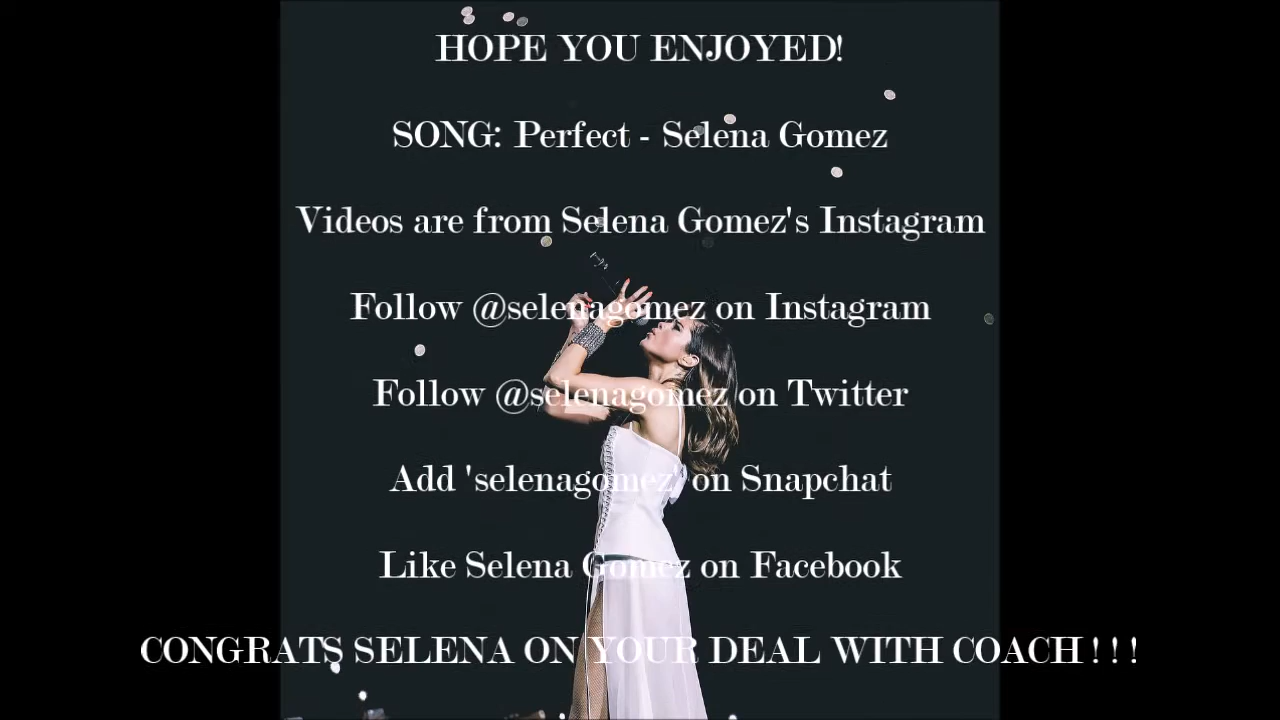 HOPE YOU ENJOYED!
SONG: Perfect - Selena Gomez
Videos are from Selena Gomez's Instagram
Follow @selenagomez on Instagram
Follow @selenagomez on Twitter
Add 'selenagomez' on Snapchat
Like Selena Gomez on Facebook
CONGRATS SELENA ON YOUR DEAL WITH COACH ! ! !